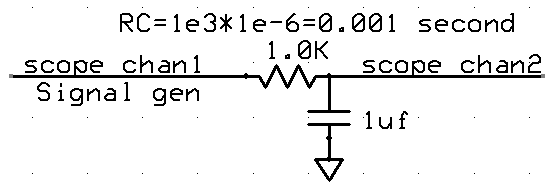 RC=1e3*1e-6=0.001 second
1.0K
scope chan1
scope chan2
Signal gen
1uf